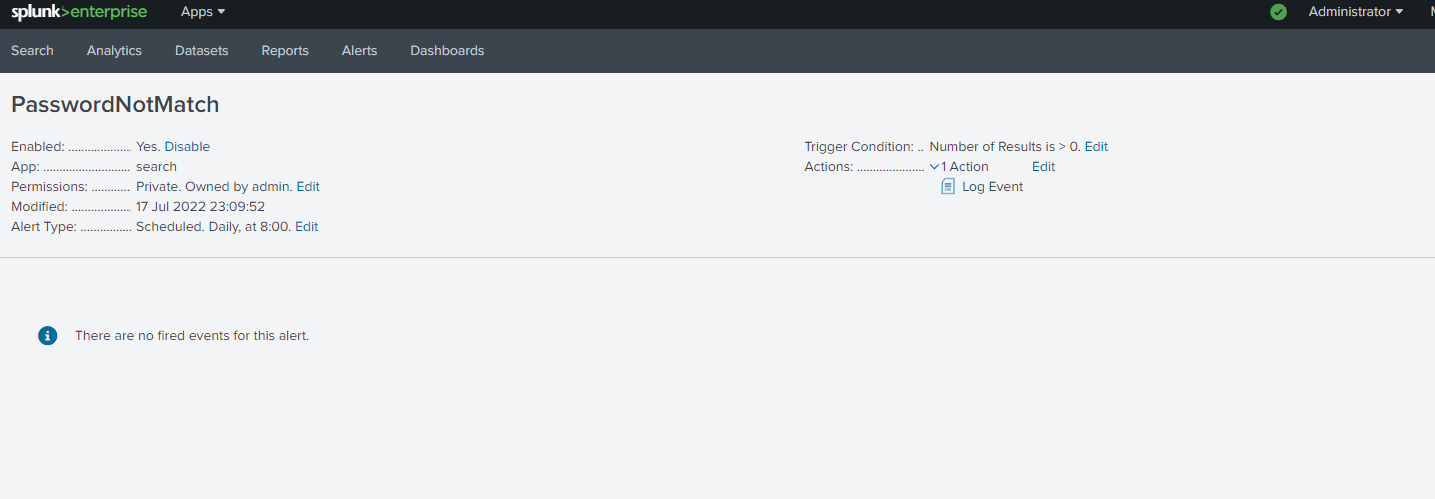 splunk>enterprise Apps Administrator
Search Analytics Datasets Reports Alerts Dashboards
PasswordNotMatch
Enabled: ................... Yes. Disable
App: ........................... search
Permissions: ............ Private. Owned by admin. Edit
Modified: ................... 17 Jul 2022 23:09:52
Alert Type: ................ Scheduled. Daily, at 8:00. Edit
Trigger Condition: .. Number of Results is > 0. Edit
Actions: ..................... 1 Action Edit
Log Event
There are no fired events for this alert.